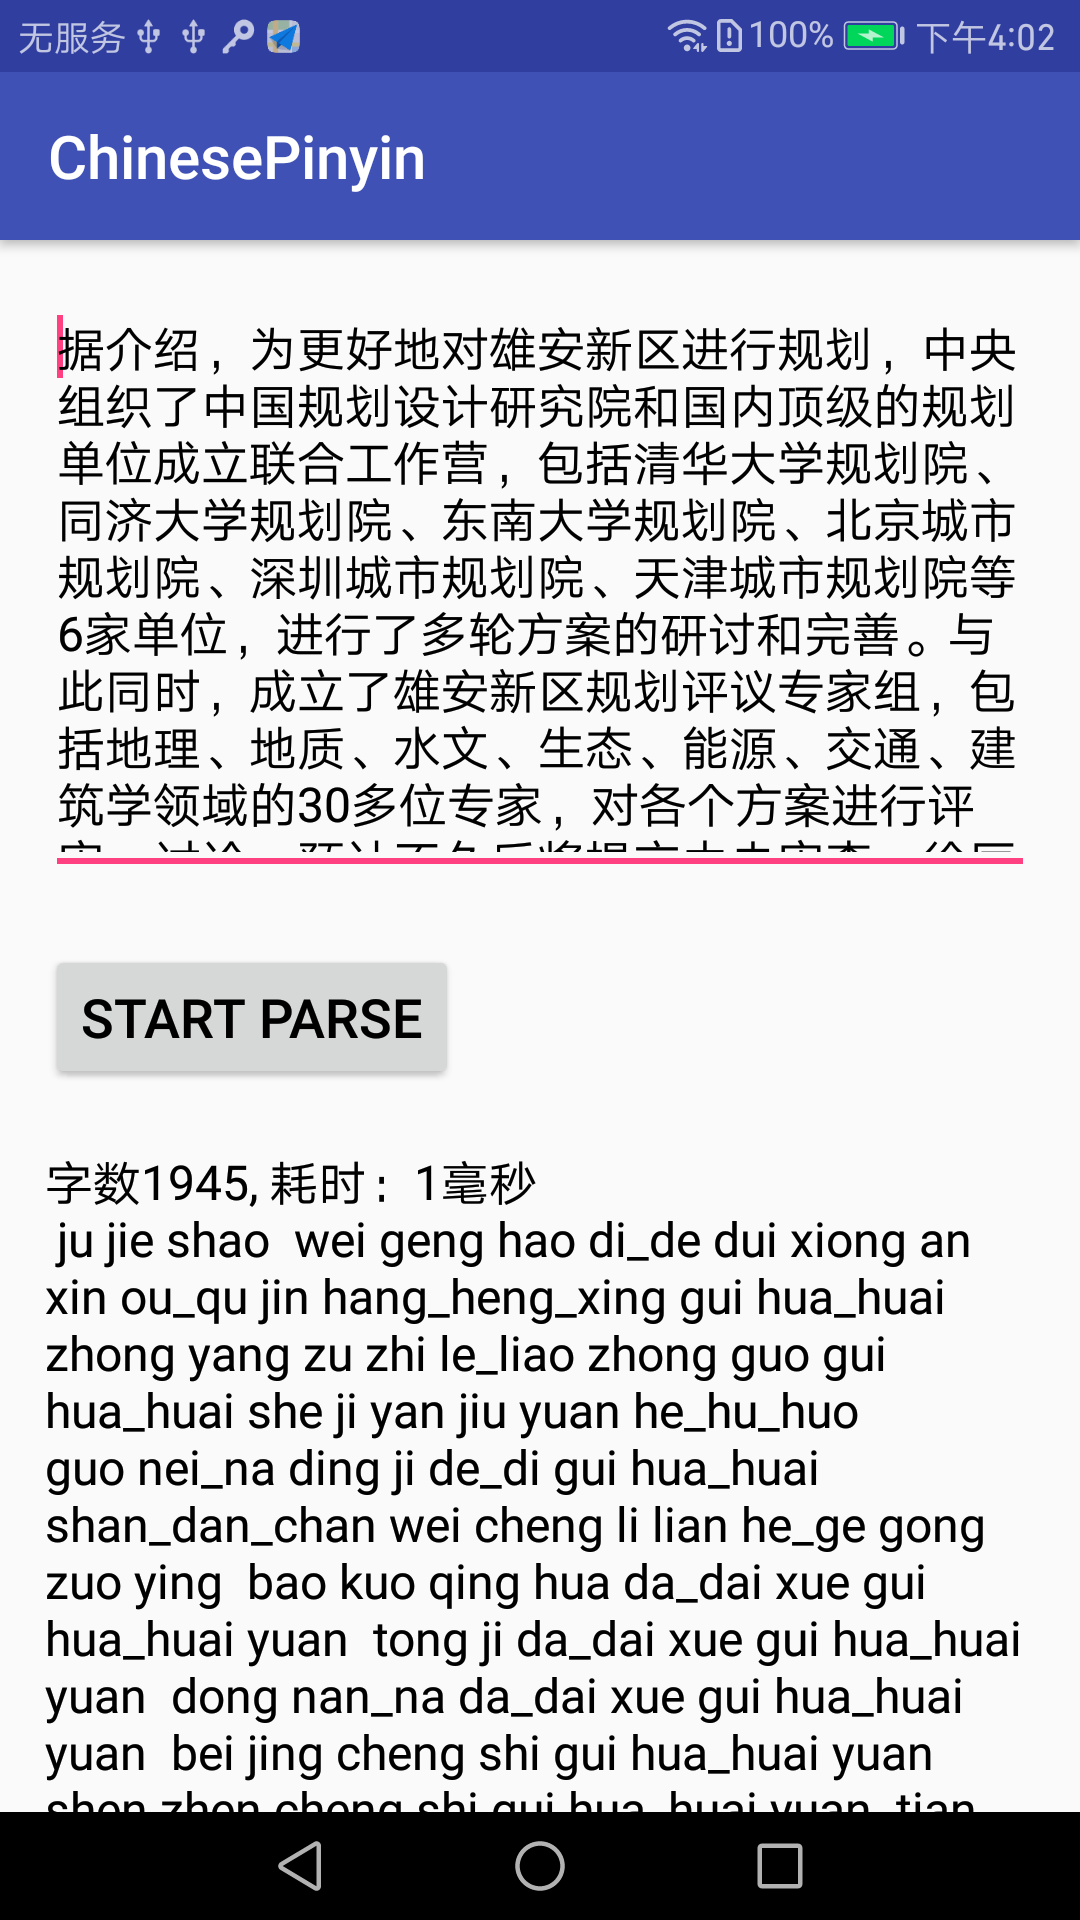 无服务 100% 下午4:02
ChinesePinyin
据介绍，为更好地对雄安新区进行规划，中央
组织了中国规划设计研究院和国内顶级的规划
单位成立联合工作营，包括清华大学规划院、
同济大学规划院、东南大学规划院、北京城市
规划院、深圳城市规划院、天津城市规划院等
6家单位，进行了多轮方案的研讨和完善。与
此同时，成立了雄安新区规划评议专家组，包
括地理、地质、水文、生态、能源、交通、建
筑学领域的30多位专家，对各个方案进行评
START PARSE
字数1945, 耗时：1毫秒
ju jie shao  wei geng hao di_de dui xiong an
xin ou_qu jin hang_heng_xing gui hua_huai
zhong yang zu zhi le_liao zhong guo gui
hua_huai she ji yan jiu yuan he_hu_huo
guo nei_na ding ji de_di gui hua_huai
shan_dan_chan wei cheng li lian he_ge gong
zuo ying  bao kuo qing hua da_dai xue gui
hua_huai yuan  tong ji da_dai xue gui hua_huai
yuan  dong nan_na da_dai xue gui hua_huai
yuan  bei jing cheng shi gui hua_huai yuan
shen zhen cheng shi gui hua_huai yuan  tian